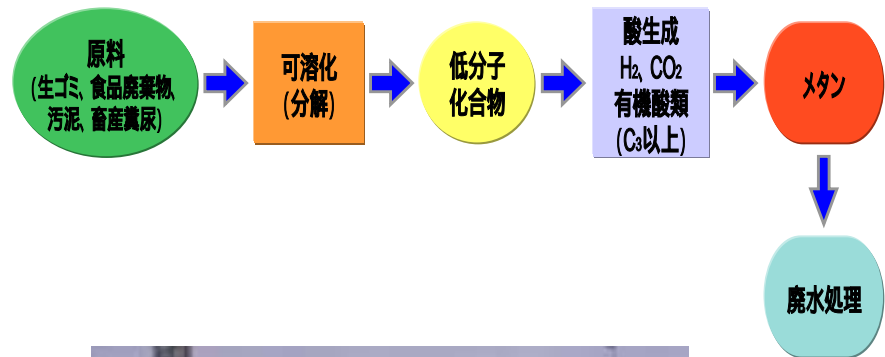 原料
(生ゴミ、食品廃棄物、
汚泥、畜産糞尿)
可溶化
(分解)
低分子
化合物
酸生成
H₂、CO₂
有機酸類
(C₃以上)
メタン
廃水処理